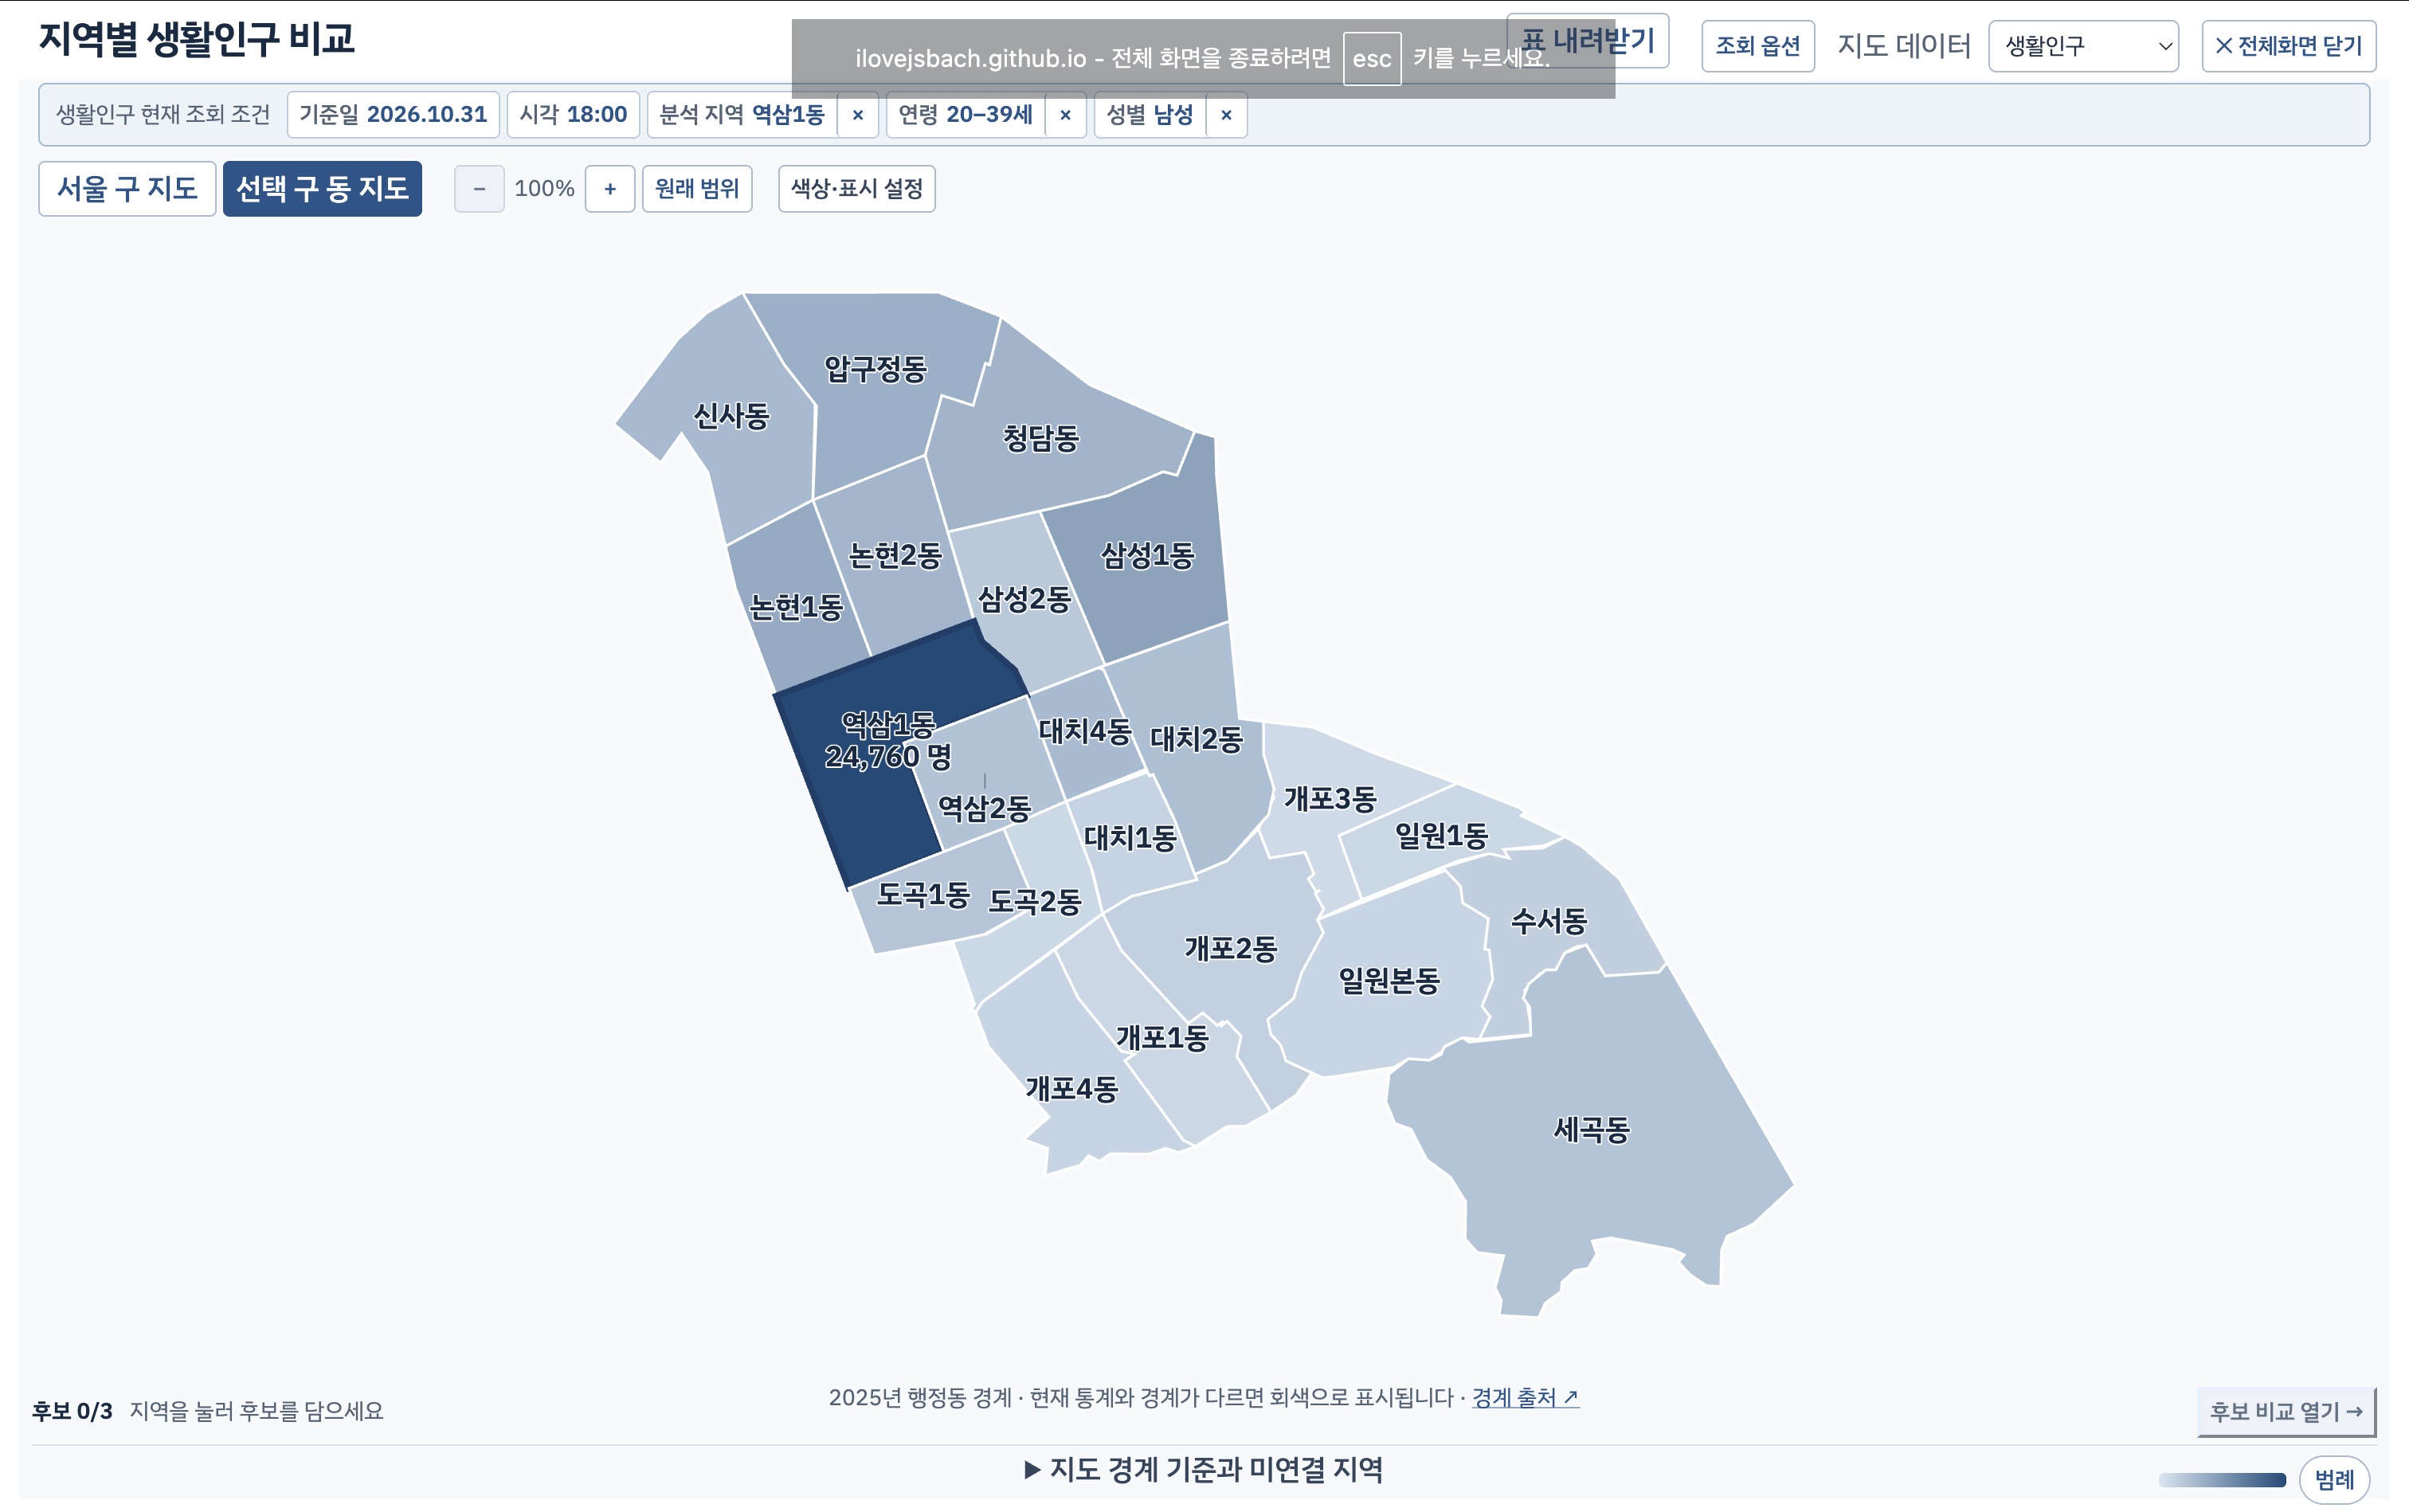 지역별 생활인구 비교
ilovejsbach.github.io - 전체 화면을 종료하려면 esc 키를 누르세요.
표 내려받기
조회 옵션
지도 데이터
생활인구
× 전체화면 닫기
생활인구 현재 조회 조건
기준일 2026.10.31
시각 18:00
분석 지역 역삼1동 ×
연령 20–39세 ×
성별 남성 ×
서울 구 지도
선택 구 동 지도
−
100%
+
원래 범위
색상·표시 설정
압구정동
신사동
청담동
논현2동
삼성1동
삼성2동
논현1동
역삼1동
24,760 명
대치4동
대치2동
역삼2동
개포3동
대치1동
일원1동
도곡1동
도곡2동
수서동
개포2동
일원본동
개포1동
개포4동
세곡동
후보 0/3 지역을 눌러 후보를 담으세요
2025년 행정동 경계 · 현재 통계와 경계가 다르면 회색으로 표시됩니다 · 경계 출처 ↗
후보 비교 열기 →
▶ 지도 경계 기준과 미연결 지역
범례